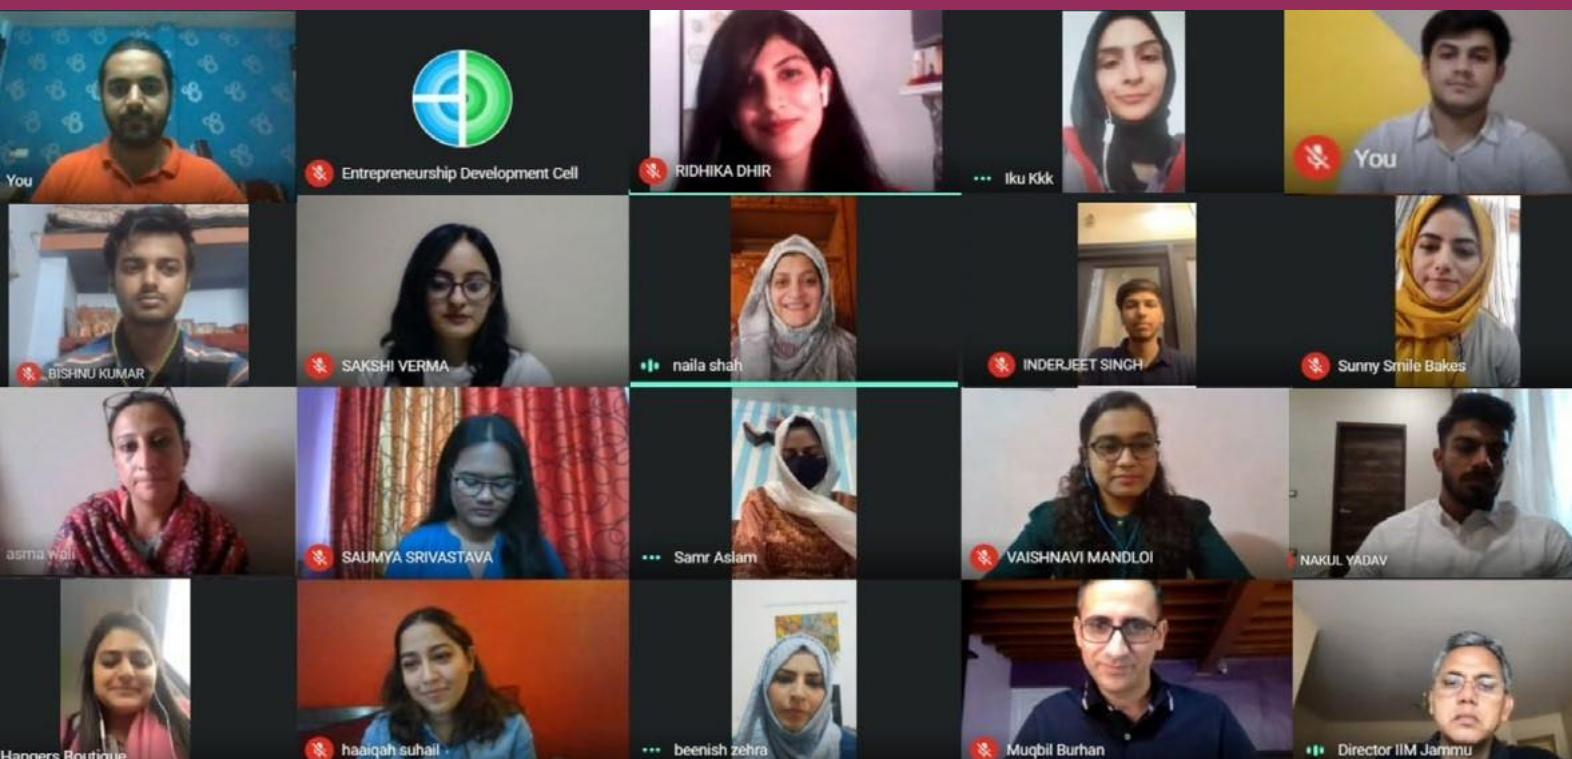 You
Entrepreneurship Development Cell
RIDHIKA DHIR
Iku Kkk
You
BISHNU KUMAR
SAKSHI VERMA
naila shah
INDERJEET SINGH
Sunny Smile Bakes
asma wali
SAUMYA SRIVASTAVA
Samr Aslam
VAISHNAVI MANDLOI
NAKUL YADAV
Hangers Boutique
haaiqah suhail
beenish zehra
Muqbil Burhan
Director IIM Jammu